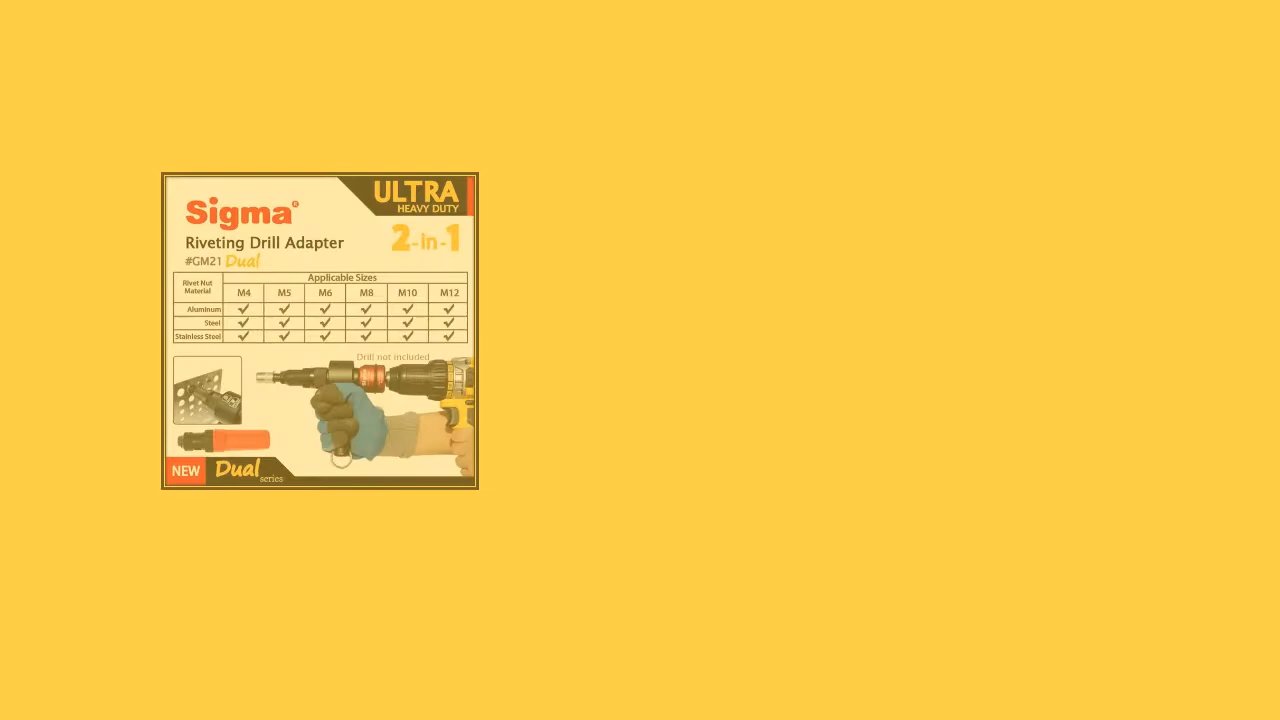 ULTRA
HEAVY DUTY
Sigma®
2-in-1
Riveting Drill Adapter
#GM21 Dual
Rivet Nut Material
Applicable Sizes
M4 M5 M6 M8 M10 M12
Aluminum ✓ ✓ ✓ ✓ ✓ ✓
Steel ✓ ✓ ✓ ✓ ✓ ✓
Stainless Steel ✓ ✓ ✓ ✓ ✓ ✓
Drill not included
NEW Dual series